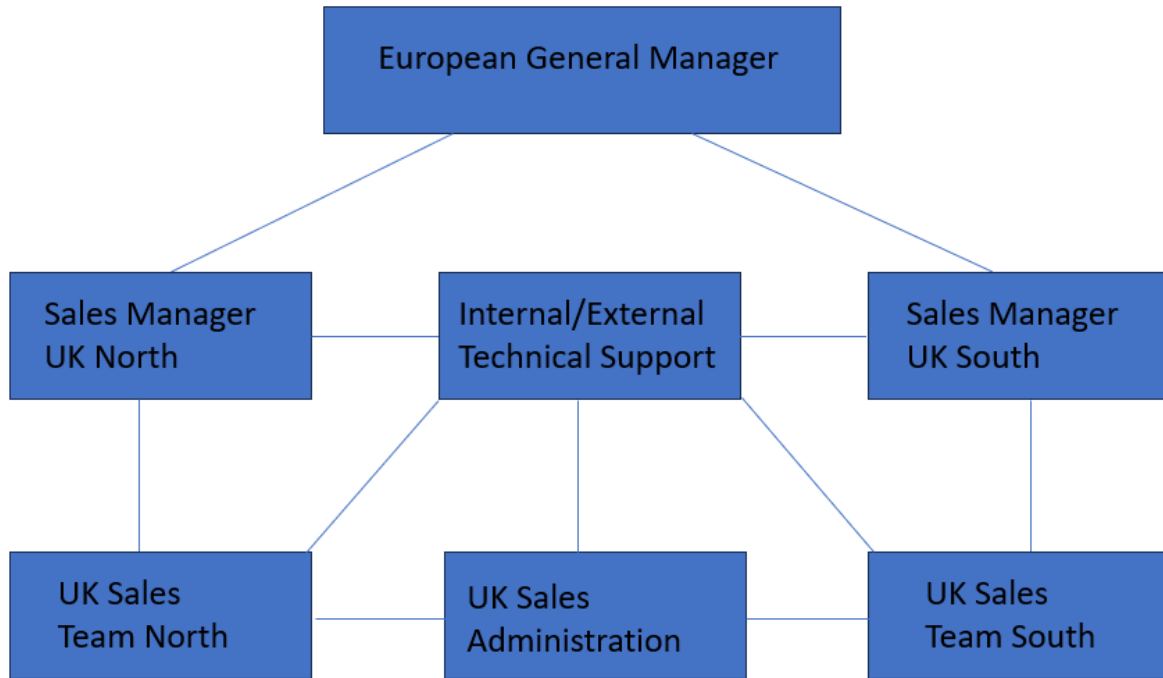 European General Manager
Sales Manager
UK North
Internal/External
Technical Support
Sales Manager
UK South
UK Sales
Team North
UK Sales
Administration
UK Sales
Team South